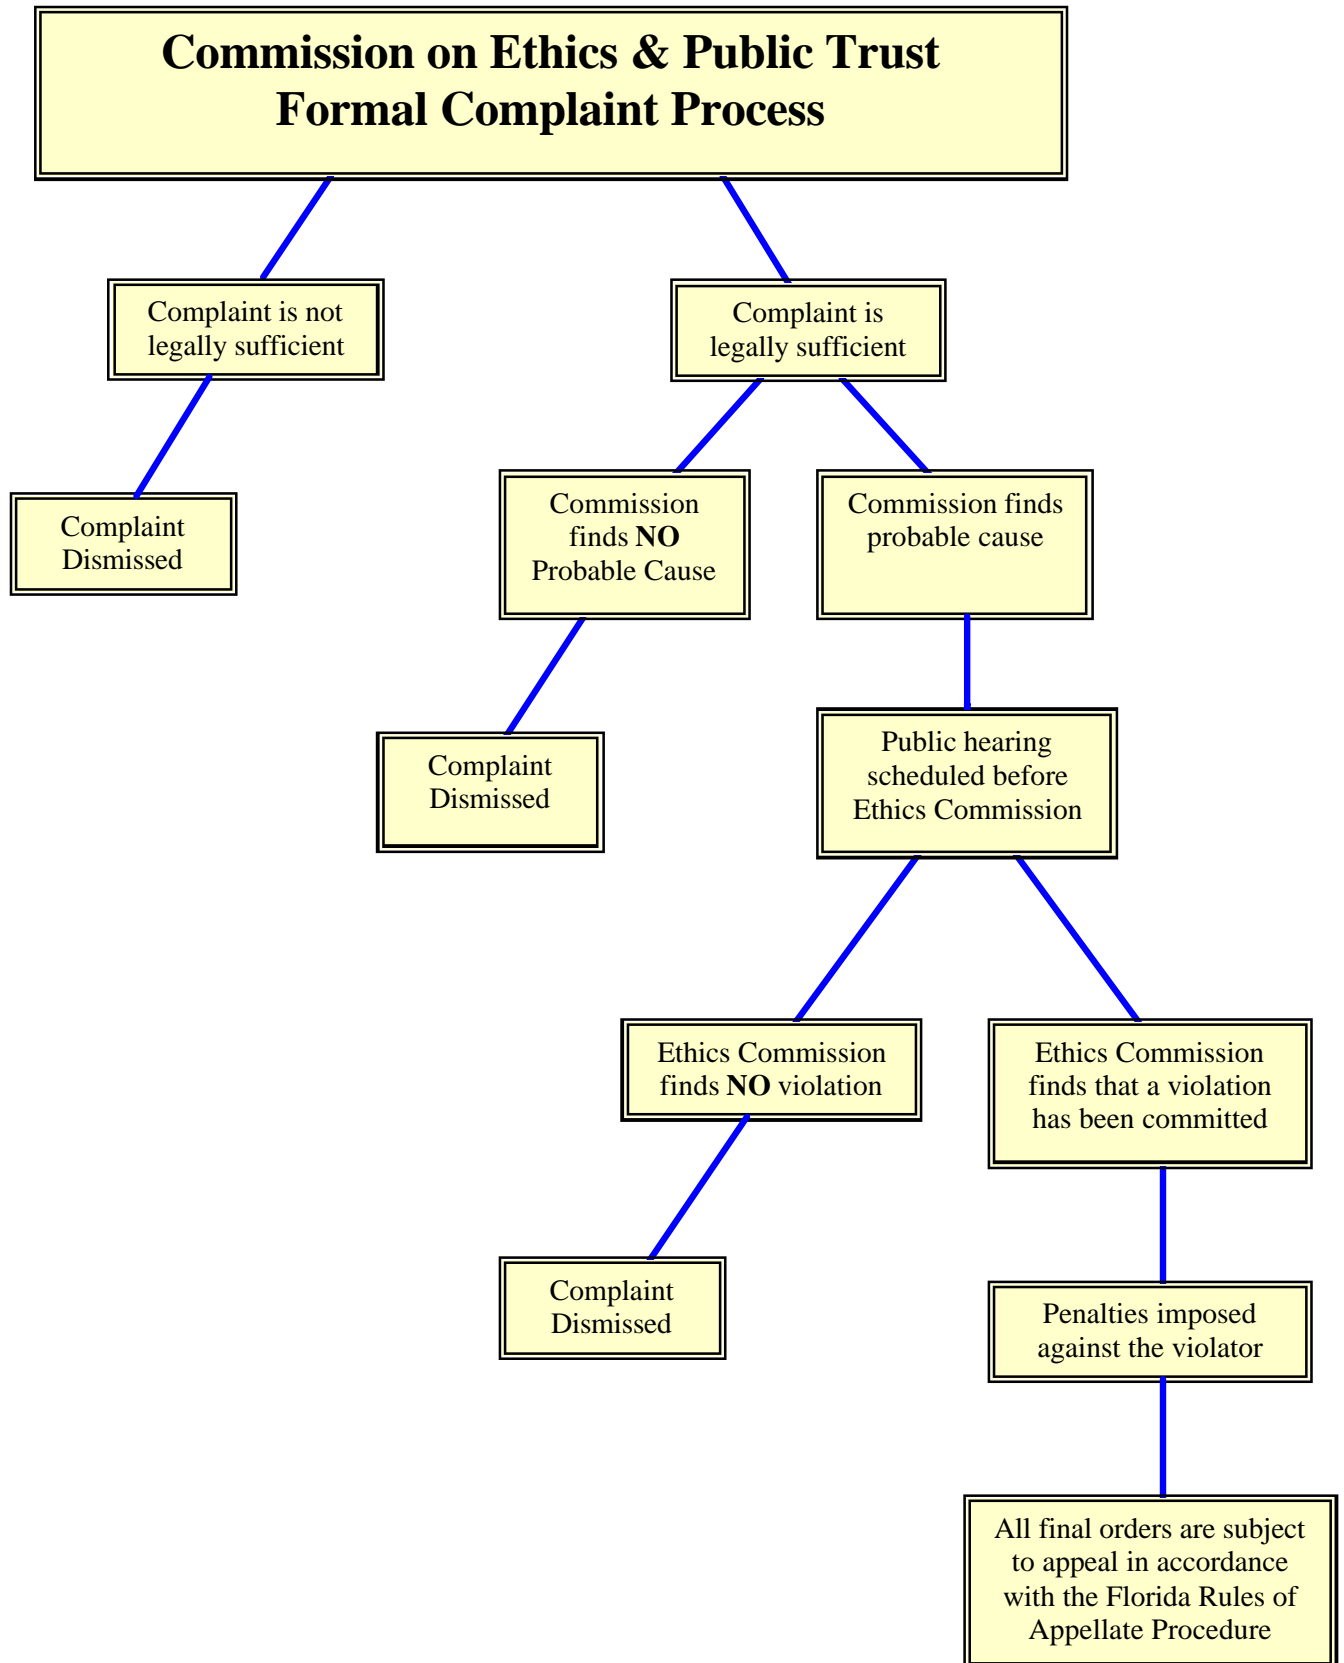 Commission on Ethics & Public Trust
Formal Complaint Process
Complaint is not
legally sufficient
Complaint is
legally sufficient
Complaint
Dismissed
Commission
finds NO
Probable Cause
Commission finds
probable cause
Complaint
Dismissed
Public hearing
scheduled before
Ethics Commission
Ethics Commission
finds NO violation
Ethics Commission
finds that a violation
has been committed
Complaint
Dismissed
Penalties imposed
against the violator
All final orders are subject
to appeal in accordance
with the Florida Rules of
Appellate Procedure